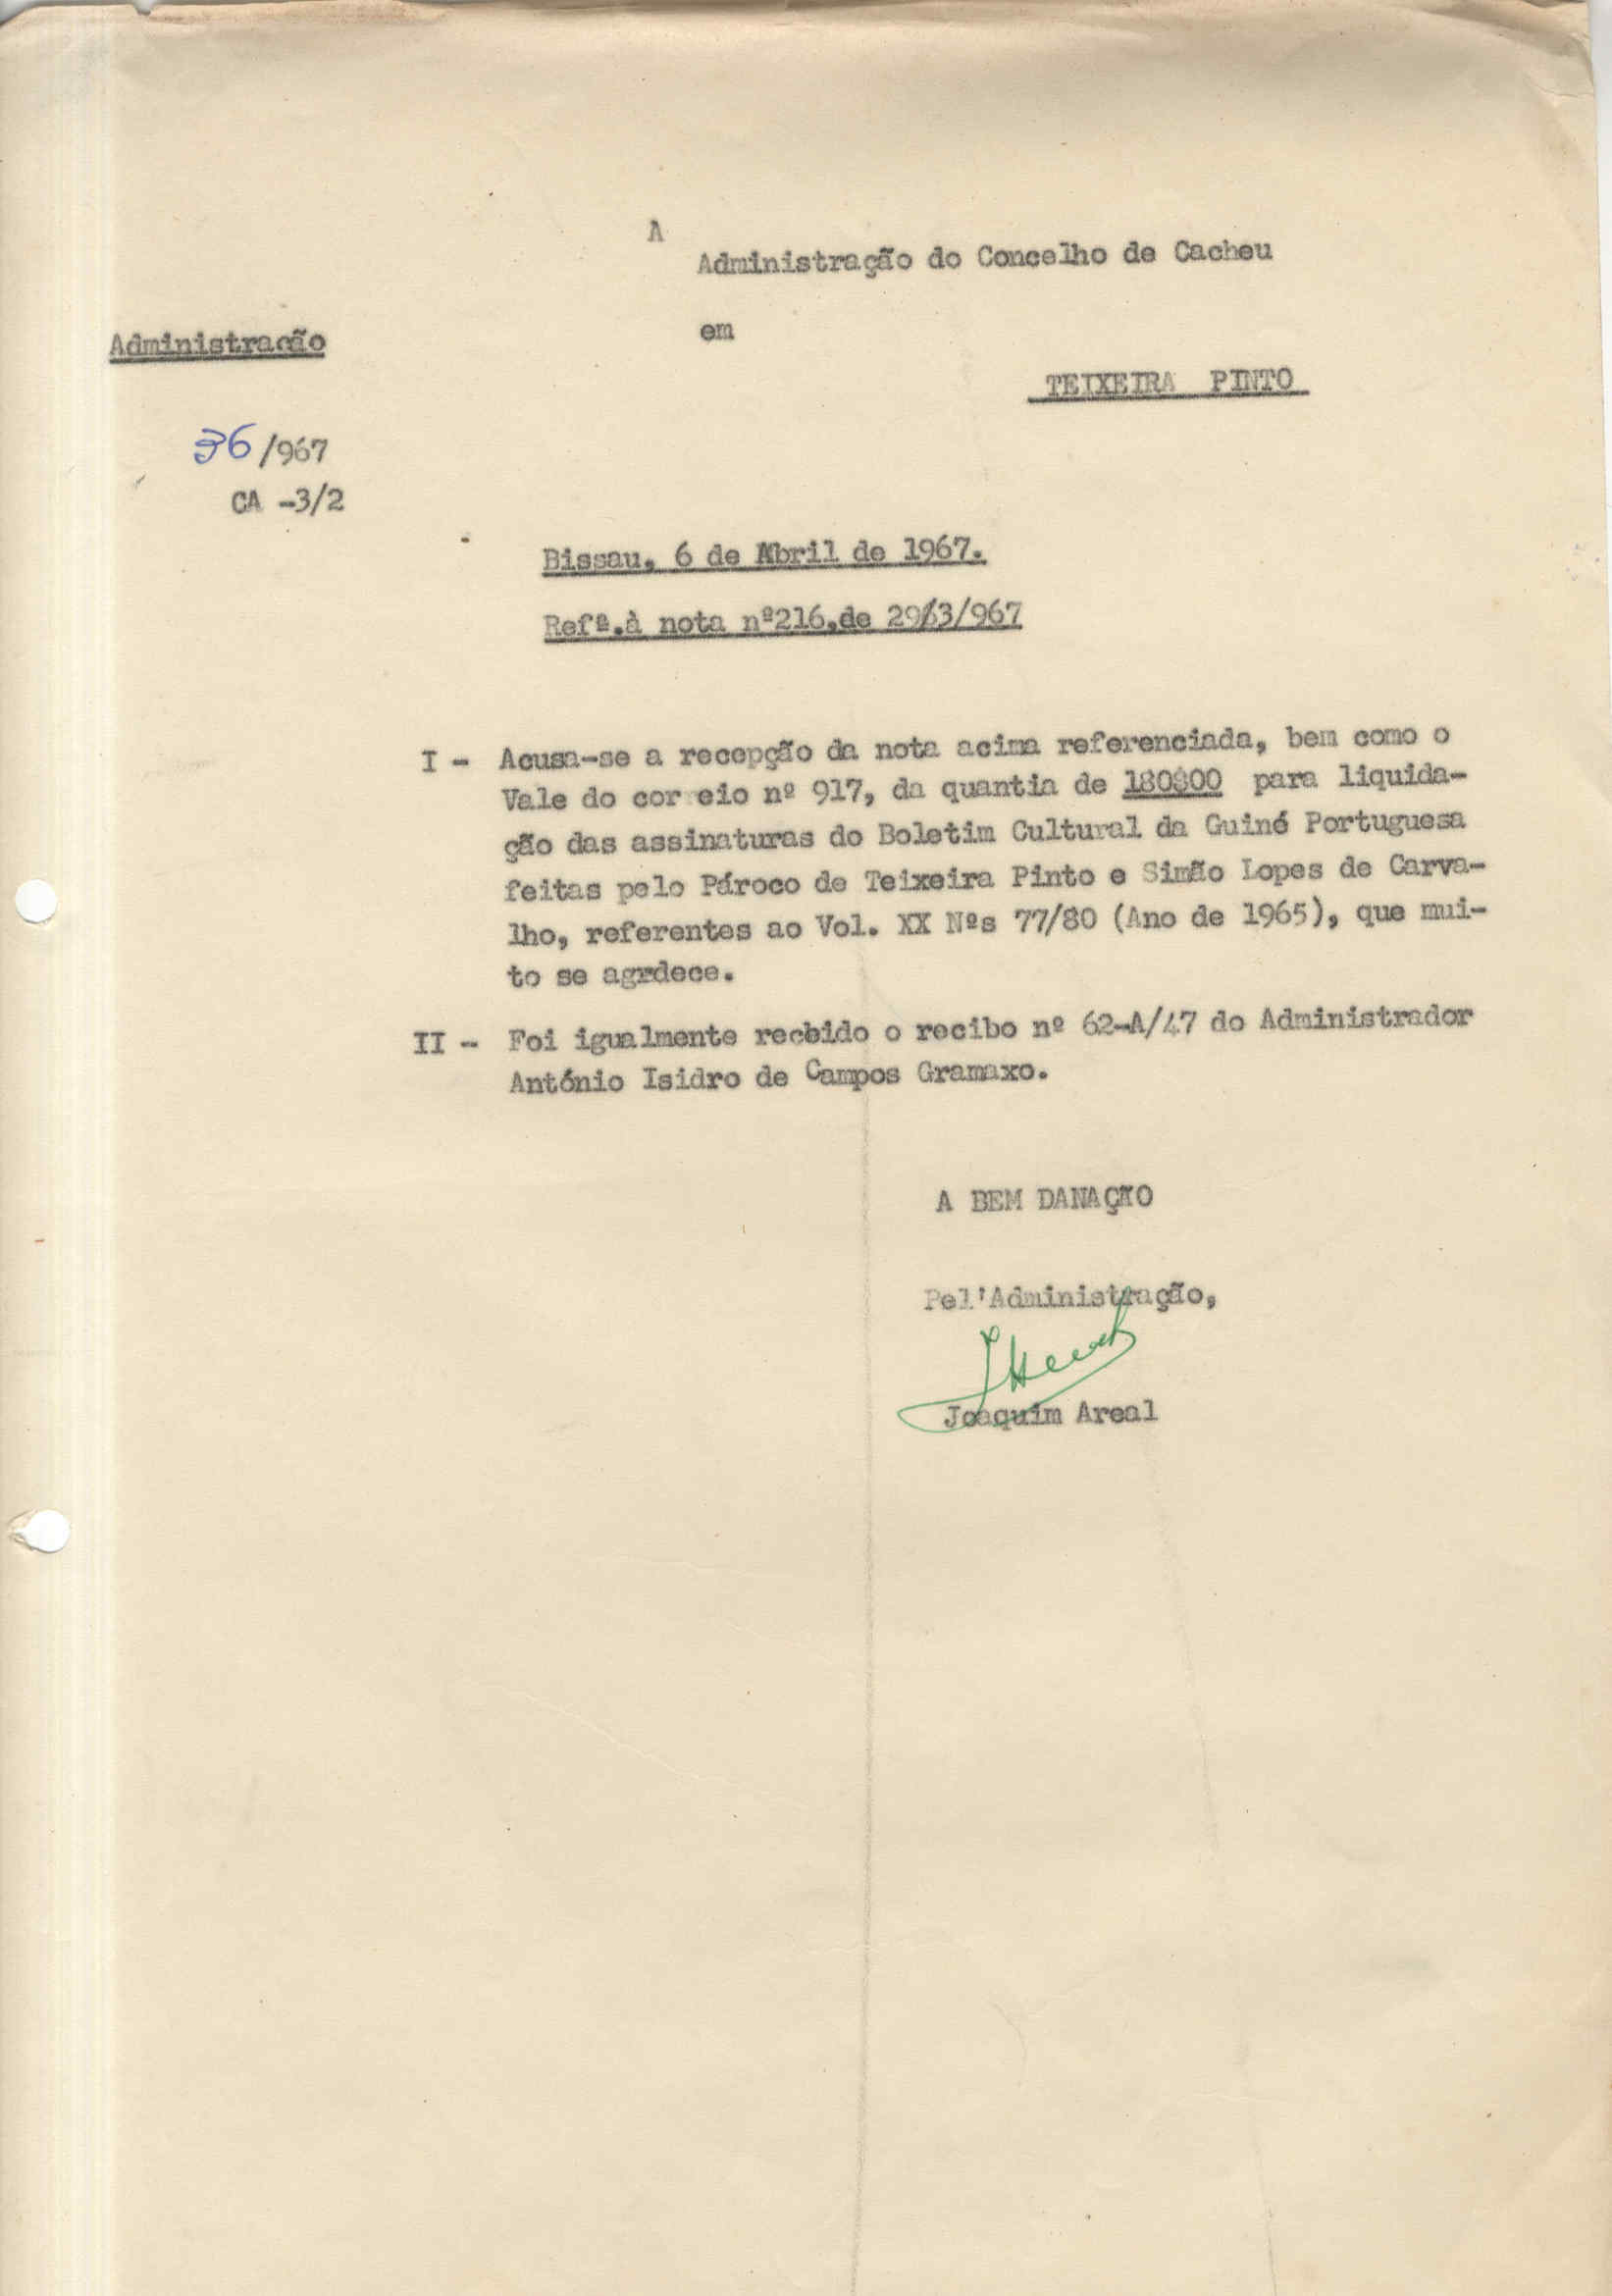 A
Administração do Concelho de Cacheu
em
Administração
TEIXEIRA PINTO
36/967
CA -3/2
Bissau, 6 de Abril de 1967.
Refª.à nota nº216,de 29/3/967
I - Acusa-se a recepção da nota acima referenciada, bem como o
Vale do correio nº 917, da quantia de 180$00 para liquida-
ção das assinaturas do Boletim Cultural da Guiné Portuguesa
feitas pelo Pároco de Teixeira Pinto e Simão Lopes de Carva-
lho, referentes ao Vol. XX Nºs 77/80 (Ano de 1965), que mui-
to se agrdece.
II - Foi igualmente recebido o recibo nº 62-A/47 do Administrador
António Isidro de Campos Gramaxo.
A BEM DANAÇÃO
Pel'Administração,
Joaquim Areal